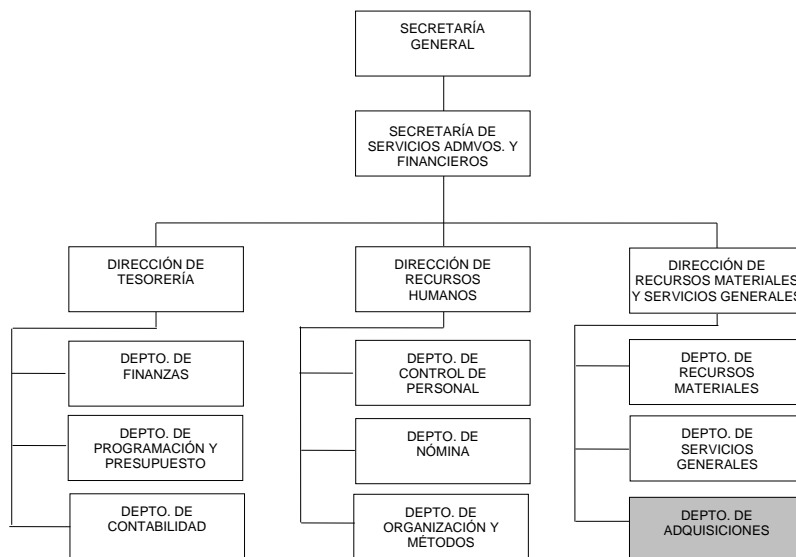 SECRETARÍA
GENERAL
SECRETARÍA DE
SERVICIOS ADMVOS. Y
FINANCIEROS
DIRECCIÓN DE
TESORERÍA
DIRECCIÓN DE
RECURSOS
HUMANOS
DIRECCIÓN DE
RECURSOS MATERIALES
Y SERVICIOS GENERALES
DEPTO. DE
FINANZAS
DEPTO. DE
PROGRAMACIÓN Y
PRESUPUESTO
DEPTO. DE
CONTABILIDAD
DEPTO. DE
CONTROL DE
PERSONAL
DEPTO. DE
NÓMINA
DEPTO. DE
ORGANIZACIÓN Y
MÉTODOS
DEPTO. DE
RECURSOS
MATERIALES
DEPTO. DE
SERVICIOS
GENERALES
DEPTO. DE
ADQUISICIONES